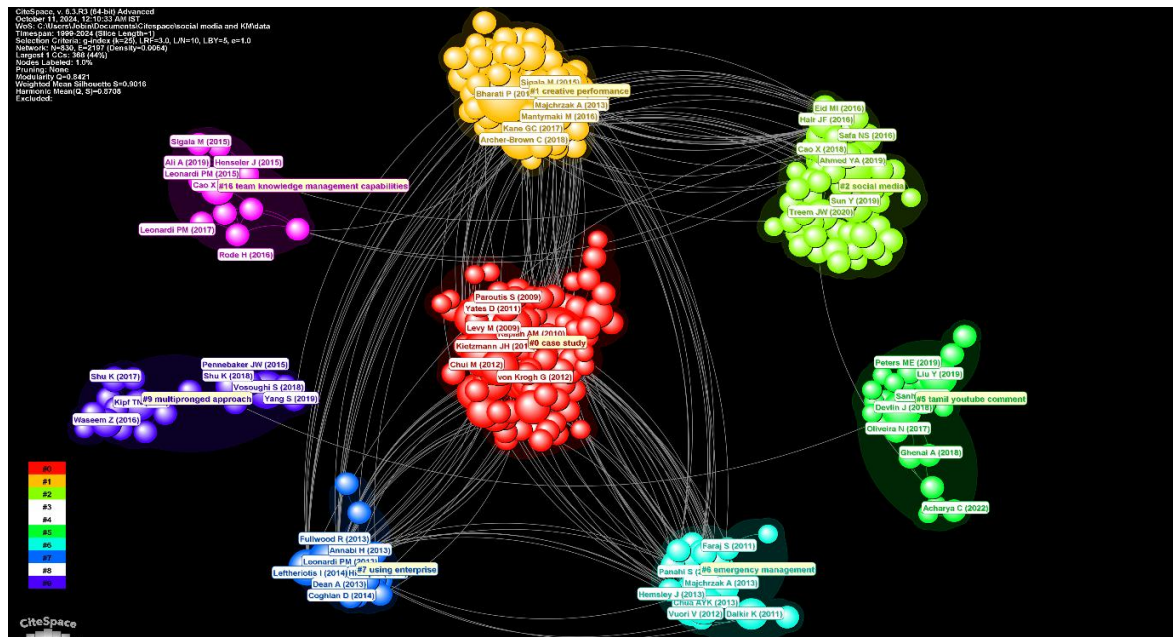 CiteSpace, v. 6.3.R3 (64-bit) Advanced
October 11, 2024, 12:10:33 AM IST
WoS: C:\Users\Jobin\Documents\Citespace\social media and KM\data
Timespan: 1999-2024 (Slice Length=1)
Selection Criteria: g-index (k=25), LRF=3.0, L/N=10, LBY=5, e=1.0
Network: N=830, E=2197 (Density=0.0064)
Largest 1 CCs: 368 (44%)
Nodes Labeled: 1.0%
Pruning: None
Modularity Q=0.8421
Weighted Mean Silhouette S=0.9016
Harmonic Mean(Q, S)=0.8708
Excluded:
Sigala M (2015)
Bharati P
#1 creative performance
Majchrzak A (2013)
Mantymaki M (2016)
Kane GC (2017)
Archer-Brown C (2018)
Eid MI (2016)
Hair JF (2016)
Safa NS (2016)
Cao X (2018)
Ahmed YA (2019)
#2 social media
Sun Y (2019)
Treem JW (2020)
Sigala M (2015)
Ali A (2019)
Henseler J (2015)
Leonardi PM (2015)
Cao X
#16 team knowledge management capabilities
Leonardi PM (2017)
Rode H (2016)
Paroutis S (2009)
Yates D (2011)
Levy M (2009)
Kaplan AM (2010)
Kietzmann JH
#0 case study
Chui M (2012)
von Krogh G (2012)
Pennebaker JW (2015)
Shu K (2017)
Shu K (2018)
Vosoughi S (2018)
Kipf TN
#9 multipronged approach
Yang S (2019)
Waseem Z (2016)
Peters ME (2019)
Liu Y (2019)
#5 tamil youtube comment
Devlin J (2018)
Oliveira N (2017)
Ghenai A (2018)
Acharya C (2022)
Fullwood R (2013)
Annabi H (2013)
Leonardi PM (2013)
Leftheriotis I (2014)
#7 using enterprise
Dean A (2013)
Coghlan D (2014)
Faraj S (2011)
Panahi S
#6 emergency management
Majchrzak A (2013)
Hemsley J (2013)
Chua AYK (2013)
Vuori V (2012)
Dalkir K (2011)
#0
#1
#2
#3
#4
#5
#6
#7
#8
#9
CiteSpace